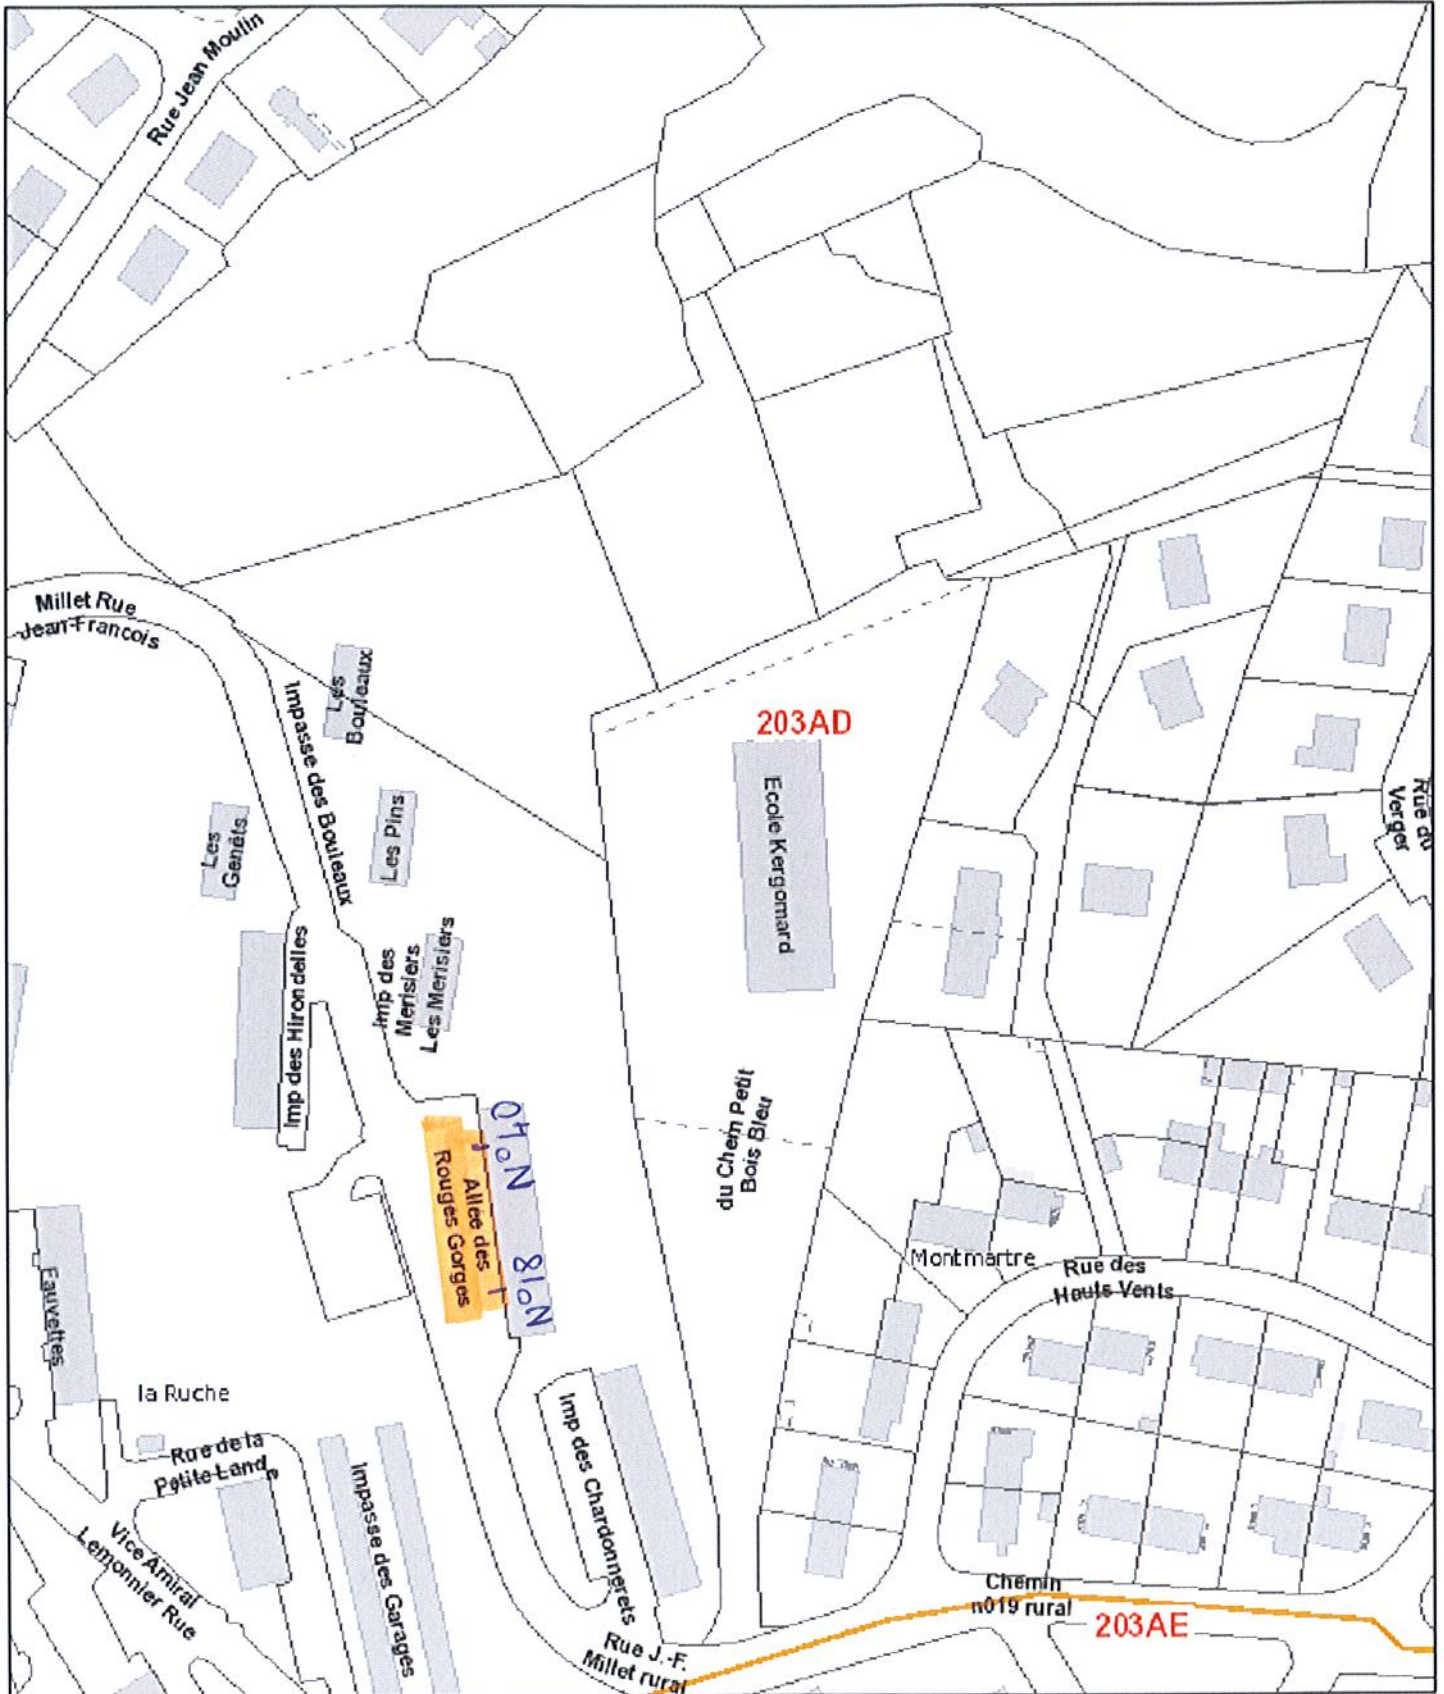 Rue Jean Moulin
Millet Rue
Jean-Francois
Les
Bouleaux
Impasse des Bouleaux
203AD
Ecole Kergomard
Les Pins
Les
Genêts
Rue du
Verger
Imp des Hirondelles
Imp des
Merisiers
Les Merisiers
du Chem Petit
Bois Bleu
N°40
N°18
Allée des
Rouges Gorges
Montmartre
Rue des
Hauts Vents
Fauvettes
la Ruche
Rue de la
Petite Lande
Imp des Chardonnerets
Impasse des Garages
Vice Amiral
Lemonnier Rue
Chemin
n019 rural
203AE
Rue J.-F.
Millet rural